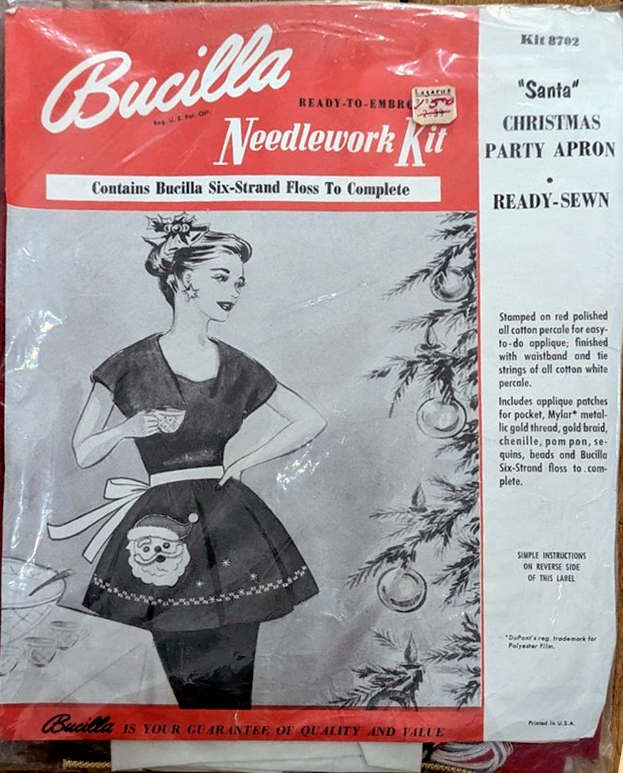 Bucilla
Reg. U. S. Pat. Off.
READY-TO-EMBRO
Needlework Kit
Contains Bucilla Six-Strand Floss To Complete
Lazarus
Kit 8702
"Santa"
CHRISTMAS
PARTY APRON
•
READY-SEWN
Stamped on red polished
all cotton percale for easy-
to-do applique; finished
with waistband and tie
strings of all cotton white
percale.
Includes applique patches
for pocket, Mylar* metal-
lic gold thread, gold braid,
chenille, pom pon, se-
quins, beads and Bucilla
Six-Strand floss to com-
plete.
SIMPLE INSTRUCTIONS
ON REVERSE SIDE
OF THIS LABEL
*DuPont's reg. trademark for
Polyester Film.
Printed in U.S.A.
Bucilla IS YOUR GUARANTEE OF QUALITY AND VALUE